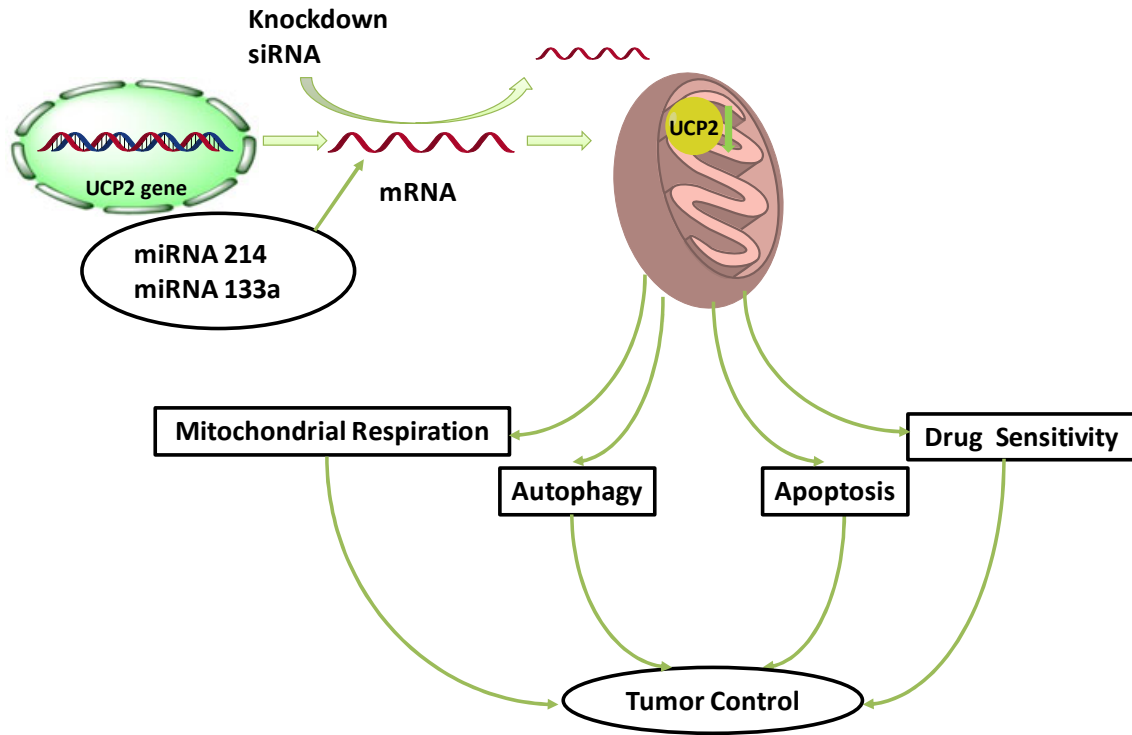 Knockdown
siRNA
UCP2
UCP2 gene
mRNA
miRNA 214
miRNA 133a
Mitochondrial Respiration
Drug Sensitivity
Autophagy
Apoptosis
Tumor Control